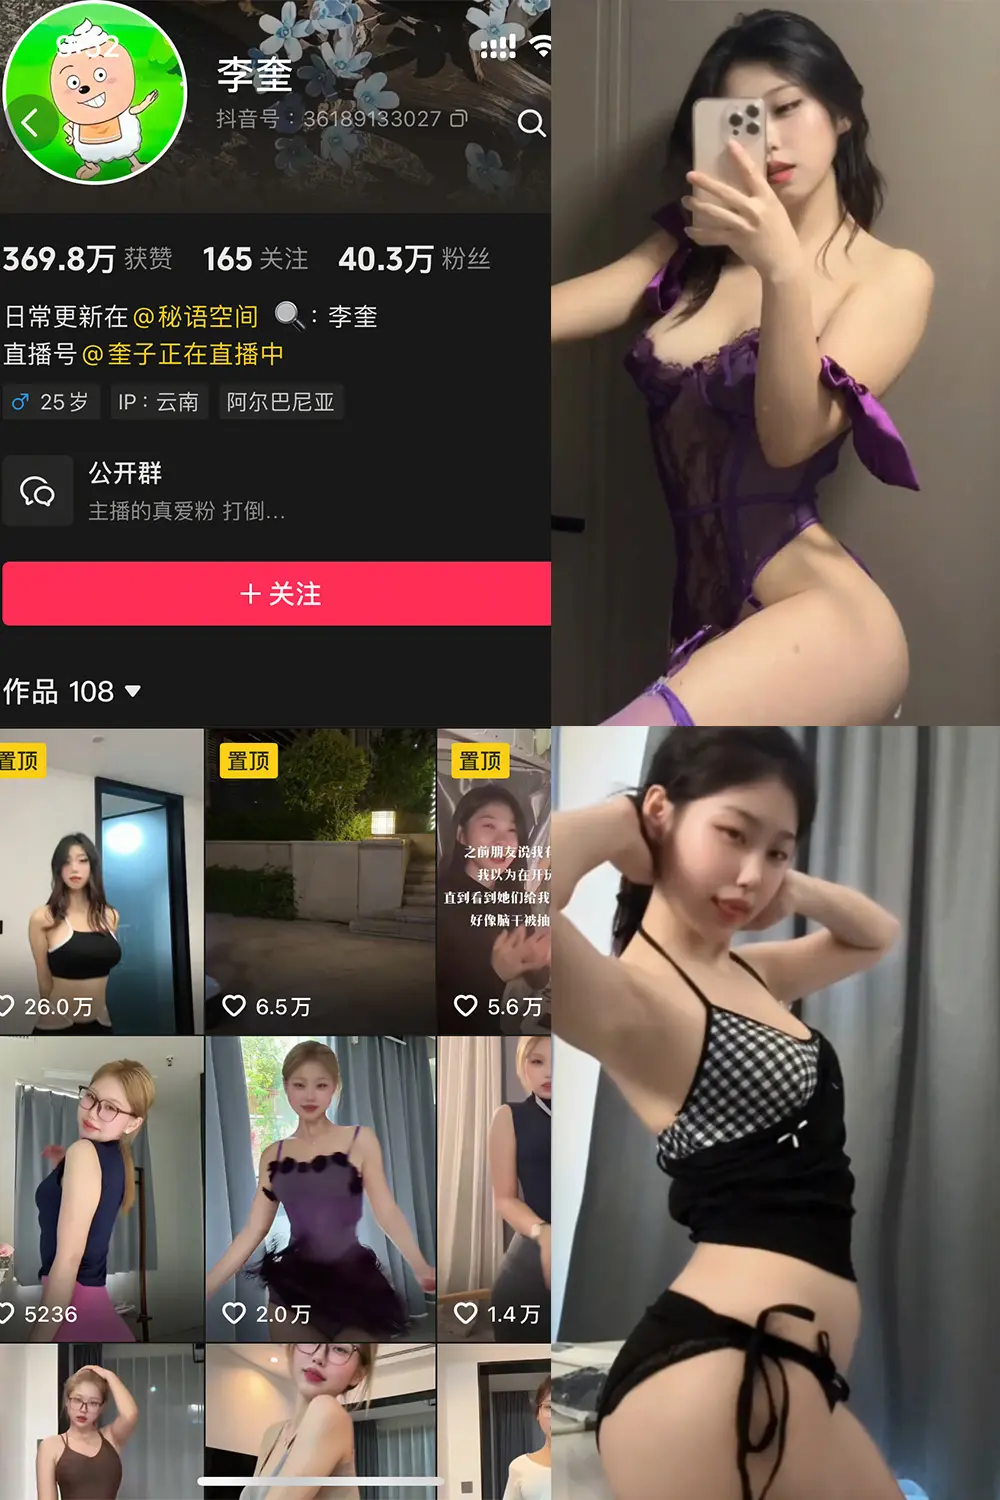 9:32
李奎
抖音号：36189133027
369.8万 获赞 165 关注 40.3万 粉丝
日常更新在@秘语空间 ：李奎
直播号@奎子正在直播中
♂ 25岁 IP：云南 阿尔巴尼亚
公开群
主播的真爱粉 打倒…
+ 关注
作品 108
置顶 置顶 置顶
之前朋友说我有
我以为在开玩
直到看到她们给我
好像脑干被抽
26.0万 6.5万 5.6万
5236 2.0万 1.4万